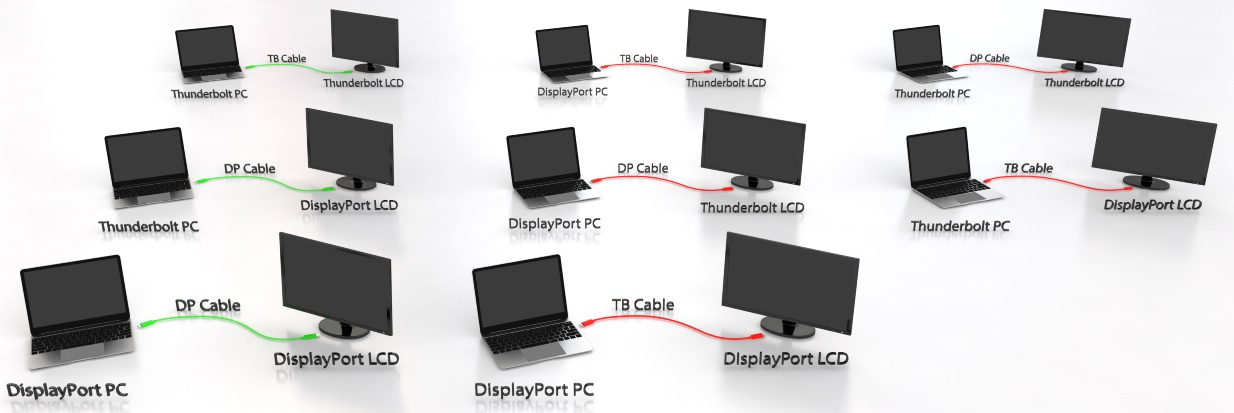 TB Cable
Thunderbolt PC
Thunderbolt LCD
TB Cable
DisplayPort PC
Thunderbolt LCD
DP Cable
Thunderbolt PC
Thunderbolt LCD
DP Cable
Thunderbolt PC
DisplayPort LCD
DP Cable
DisplayPort PC
Thunderbolt LCD
TB Cable
Thunderbolt PC
DisplayPort LCD
DP Cable
DisplayPort PC
DisplayPort LCD
TB Cable
DisplayPort PC
DIsplayPort LCD